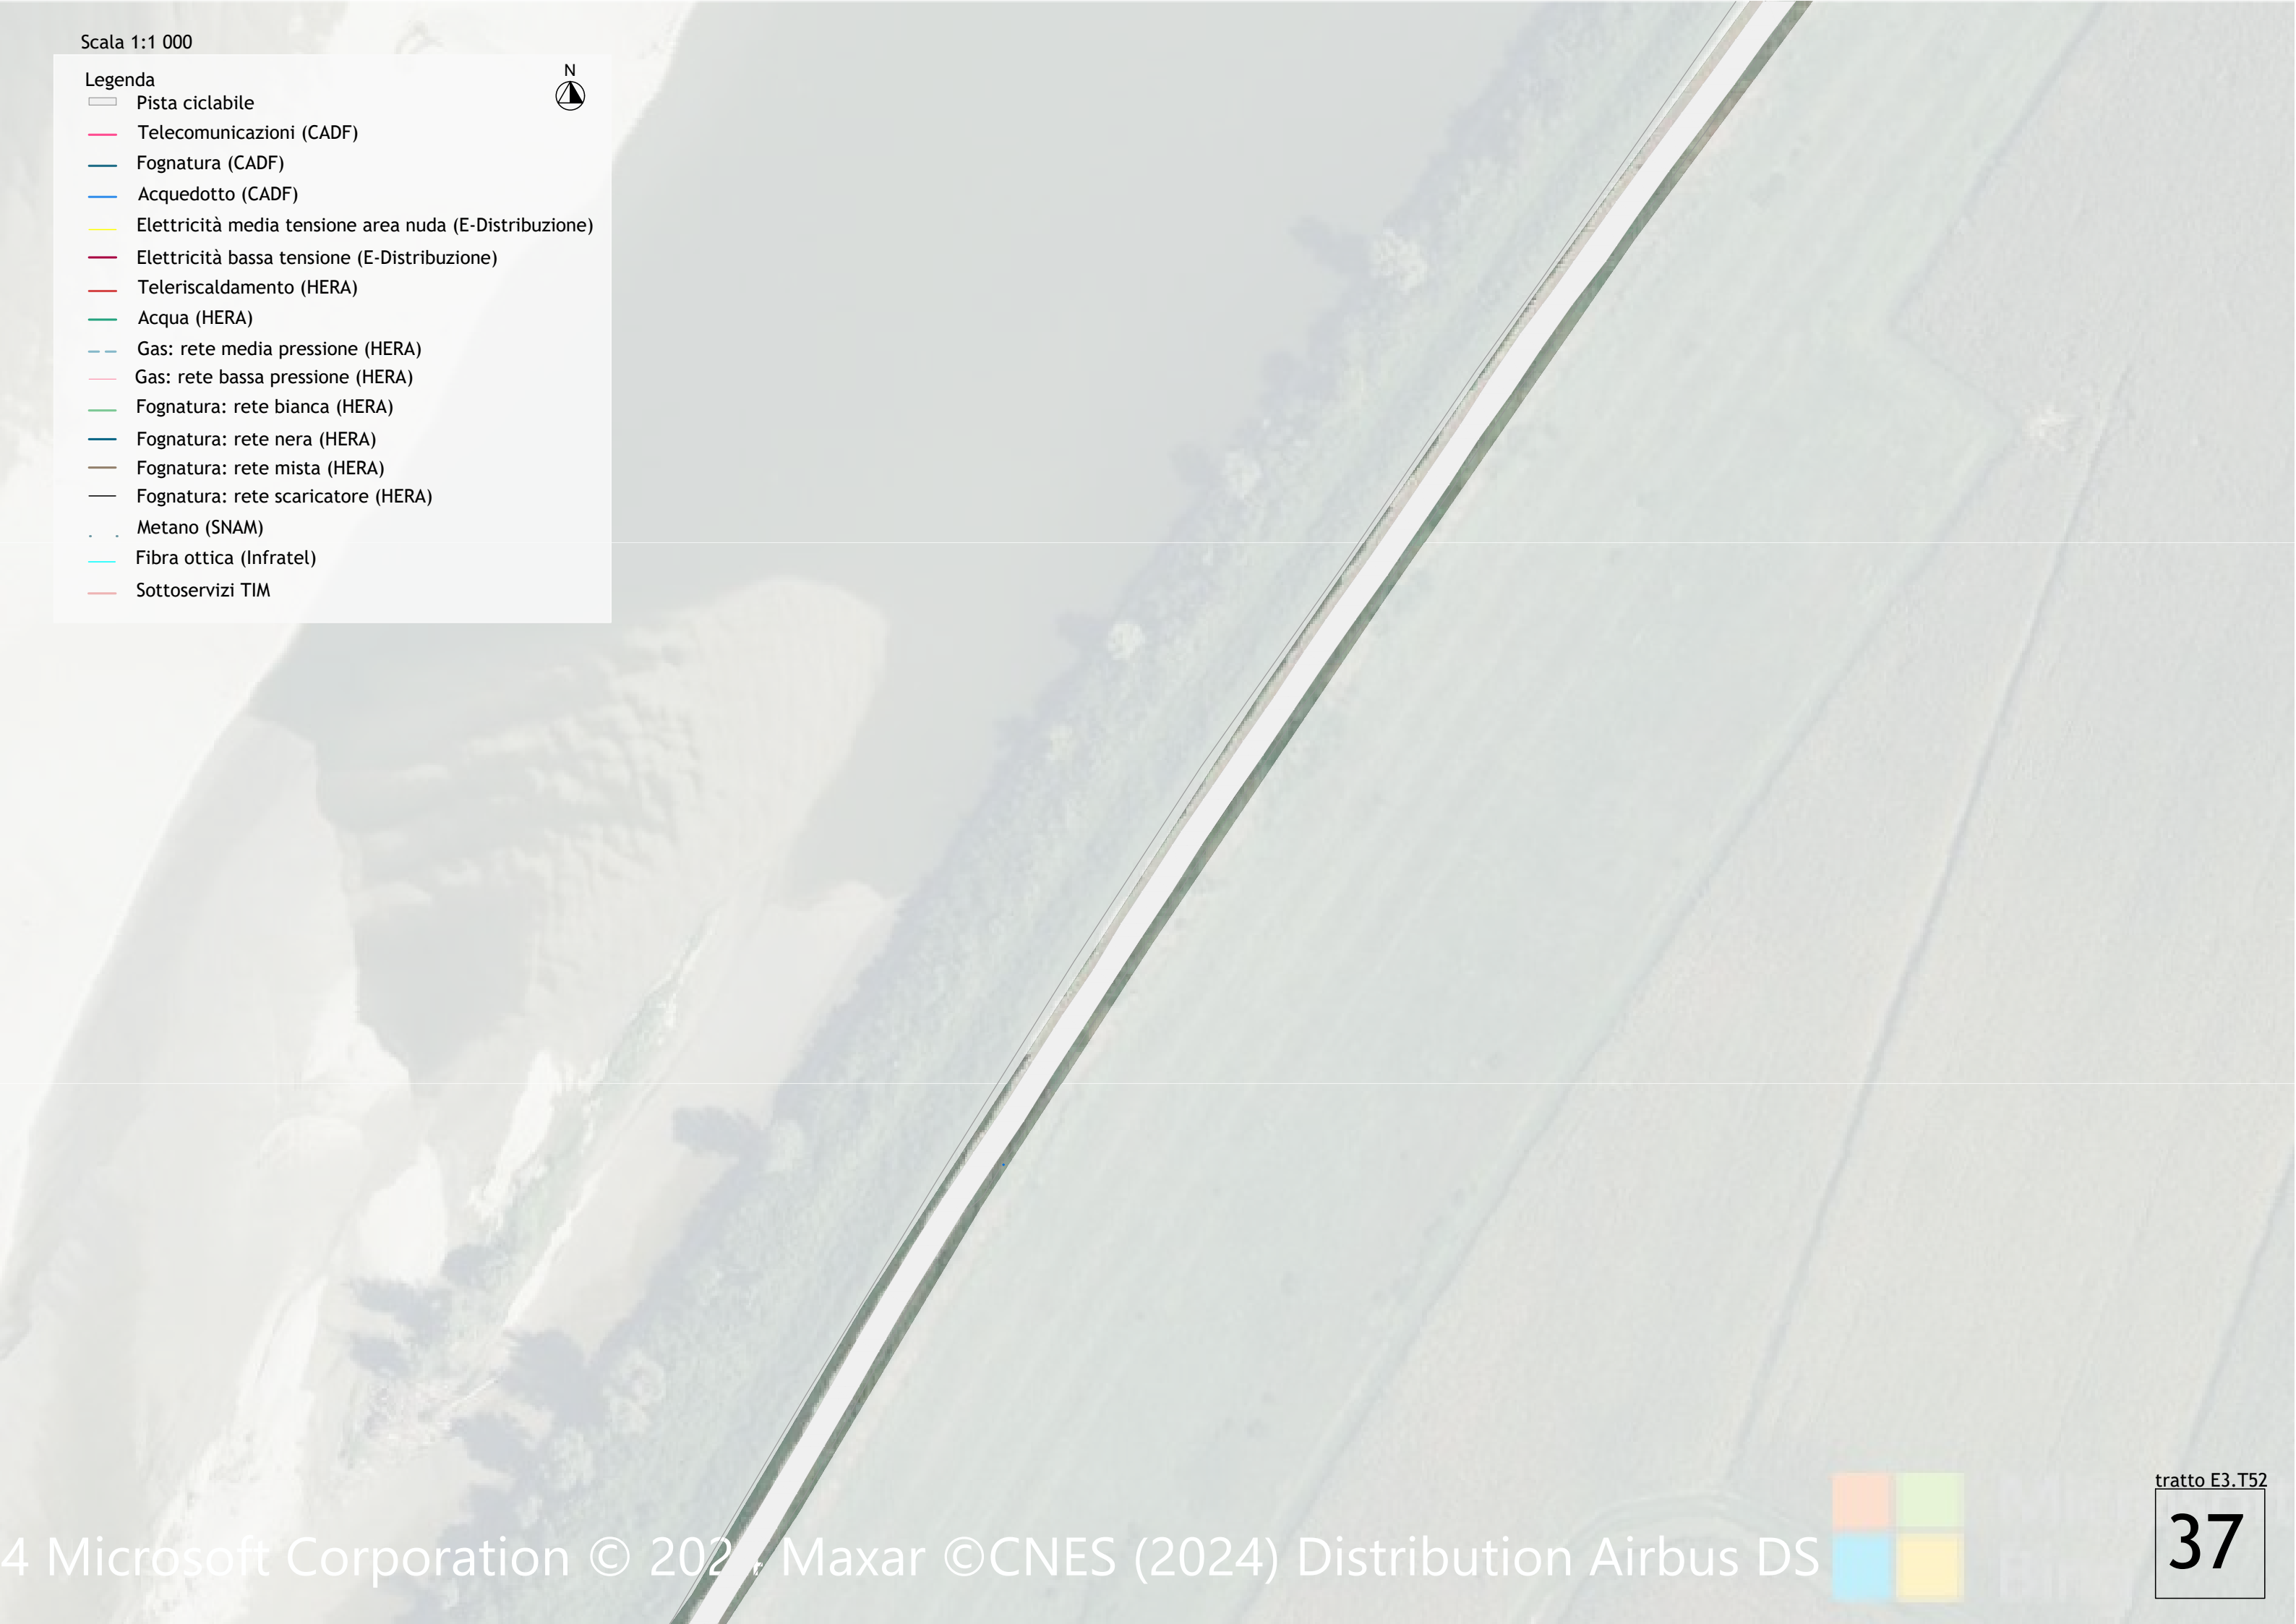 Scala 1:1 000
Legenda
N
Pista ciclabile
Telecomunicazioni (CADF)
Fognatura (CADF)
Acquedotto (CADF)
Elettricità media tensione area nuda (E-Distribuzione)
Elettricità bassa tensione (E-Distribuzione)
Teleriscaldamento (HERA)
Acqua (HERA)
Gas: rete media pressione (HERA)
Gas: rete bassa pressione (HERA)
Fognatura: rete bianca (HERA)
Fognatura: rete nera (HERA)
Fognatura: rete mista (HERA)
Fognatura: rete scaricatore (HERA)
Metano (SNAM)
Fibra ottica (Infratel)
Sottoservizi TIM
tratto E3.T52
37
4 Microsoft Corporation © 2024 Maxar ©CNES (2024) Distribution Airbus DS